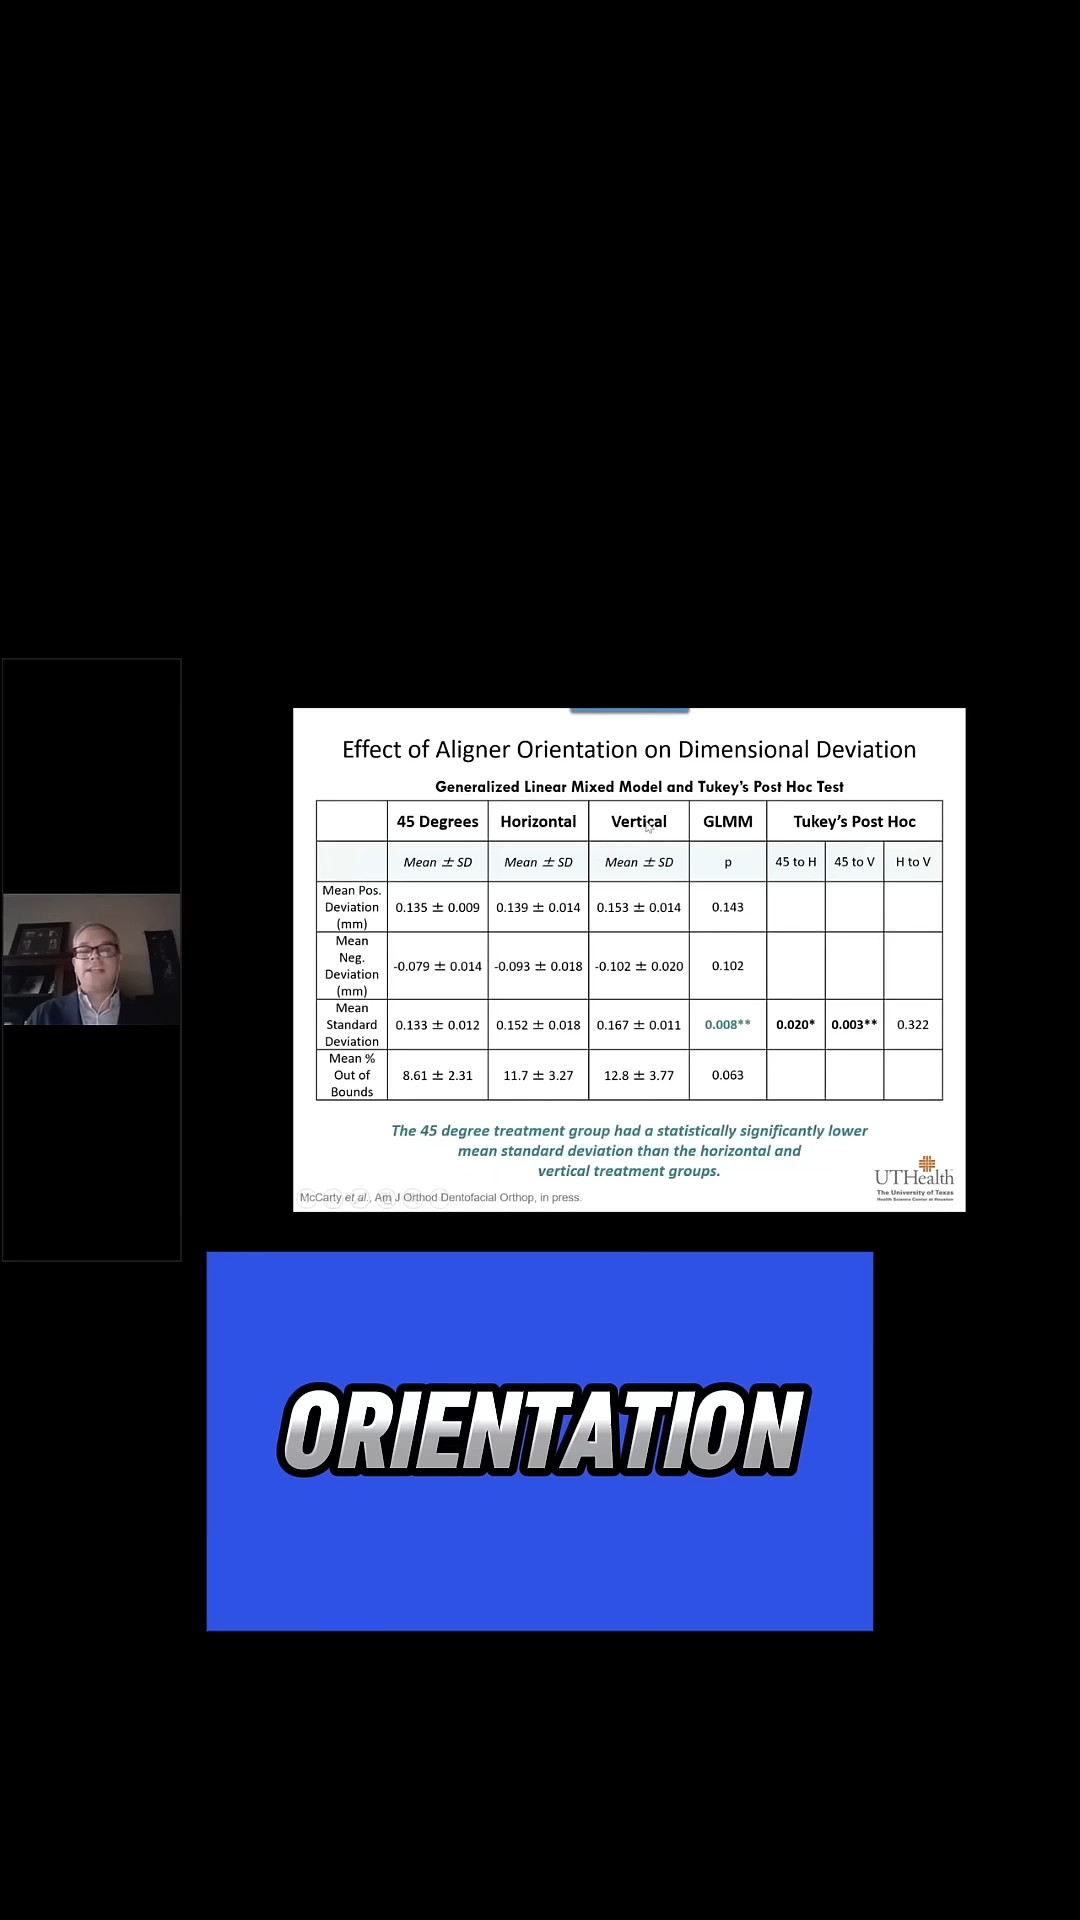 Effect of Aligner Orientation on Dimensional Deviation
Generalized Linear Mixed Model and Tukey's Post Hoc Test
45 Degrees Horizontal Vertical GLMM Tukey's Post Hoc
Mean ± SD Mean ± SD Mean ± SD p 45 to H 45 to V H to V
Mean Pos.
Deviation
(mm)
0.135 ± 0.009 0.139 ± 0.014 0.153 ± 0.014 0.143
Mean
Neg.
Deviation
(mm)
-0.079 ± 0.014 -0.093 ± 0.018 -0.102 ± 0.020 0.102
Mean
Standard
Deviation
0.133 ± 0.012 0.152 ± 0.018 0.167 ± 0.011 0.008** 0.020* 0.003** 0.322
Mean %
Out of
Bounds
8.61 ± 2.31 11.7 ± 3.27 12.8 ± 3.77 0.063
The 45 degree treatment group had a statistically significantly lower
mean standard deviation than the horizontal and
vertical treatment groups.
McCarty et al., Am J Orthod Dentofacial Orthop, in press.
UTHealth
The University of Texas
Health Science Center at Houston
ORIENTATION